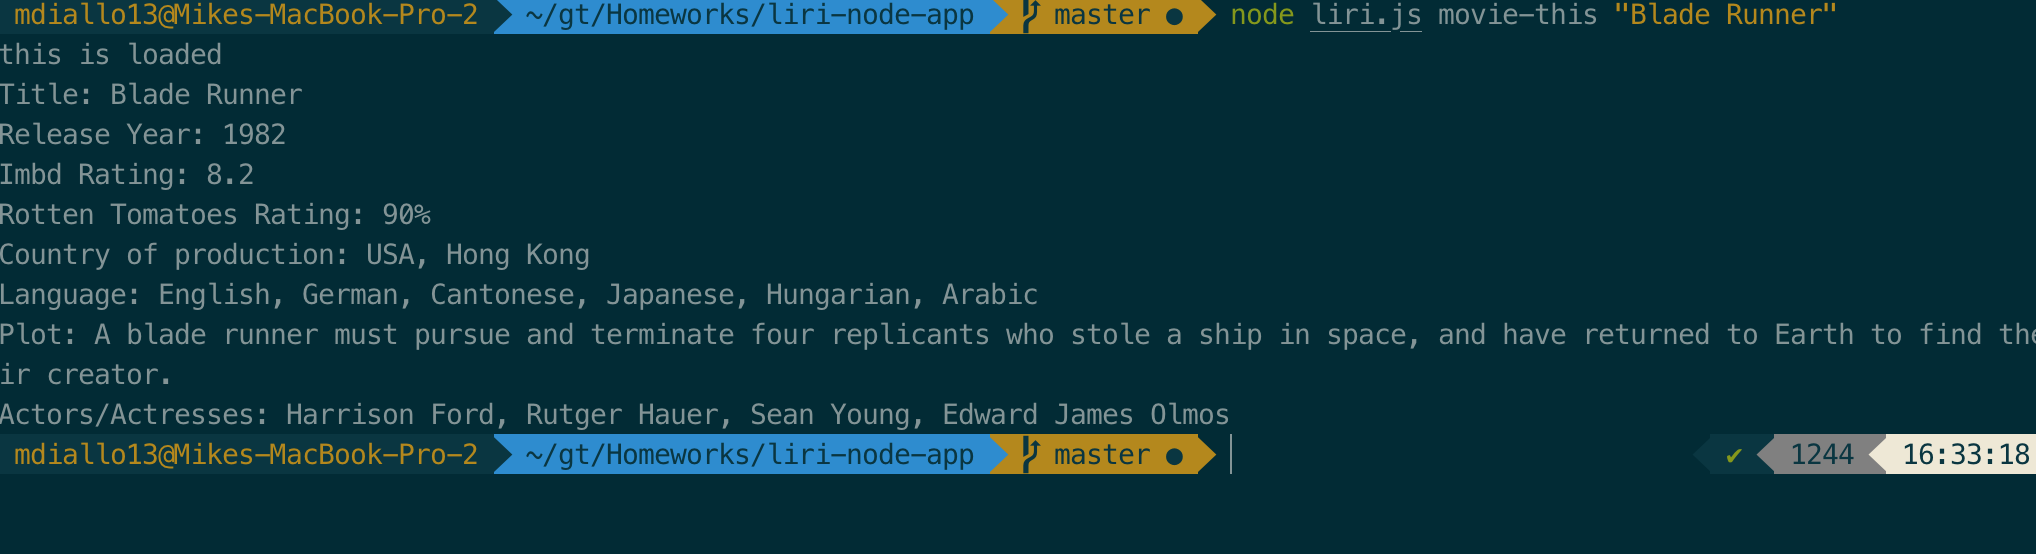 mdiallo13@Mikes-MacBook-Pro-2 ~/gt/Homeworks/liri-node-app master ● node liri.js movie-this "Blade Runner"
this is loaded
Title: Blade Runner
Release Year: 1982
Imbd Rating: 8.2
Rotten Tomatoes Rating: 90%
Country of production: USA, Hong Kong
Language: English, German, Cantonese, Japanese, Hungarian, Arabic
Plot: A blade runner must pursue and terminate four replicants who stole a ship in space, and have returned to Earth to find the
ir creator.
Actors/Actresses: Harrison Ford, Rutger Hauer, Sean Young, Edward James Olmos
mdiallo13@Mikes-MacBook-Pro-2 ~/gt/Homeworks/liri-node-app master ● ✔ 1244 16:33:18